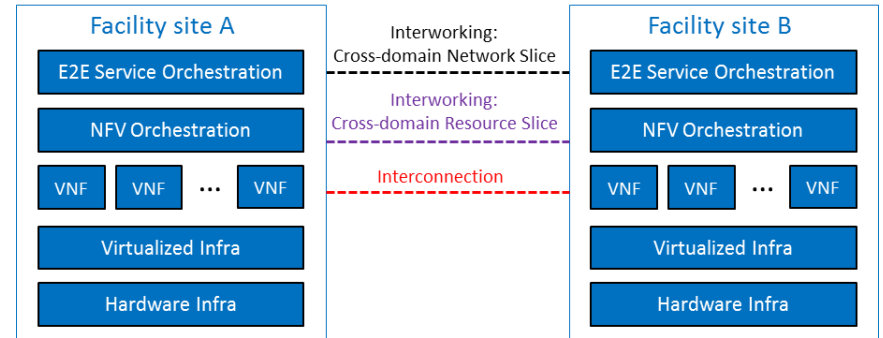 Facility site A
E2E Service Orchestration
NFV Orchestration
VNF VNF ... VNF
Virtualized Infra
Hardware Infra
Interworking:
Cross-domain Network Slice
Interworking:
Cross-domain Resource Slice
Interconnection
Facility site B
E2E Service Orchestration
NFV Orchestration
VNF VNF ... VNF
Virtualized Infra
Hardware Infra